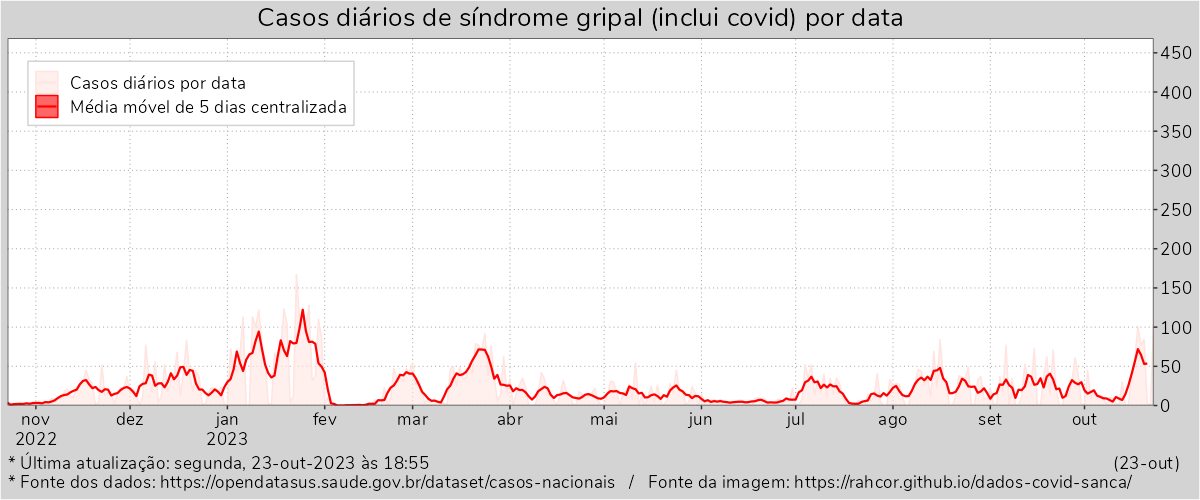 Casos diários de síndrome gripal (inclui covid) por data
Casos diários por data
Média móvel de 5 dias centralizada
450
400
350
300
250
200
150
100
50
0
nov dez jan fev mar abr mai jun jul ago set out
2022 2023
* Última atualização: segunda, 23-out-2023 às 18:55 (23-out)
* Fonte dos dados: https://opendatasus.saude.gov.br/dataset/casos-nacionais / Fonte da imagem: https://rahcor.github.io/dados-covid-sanca/